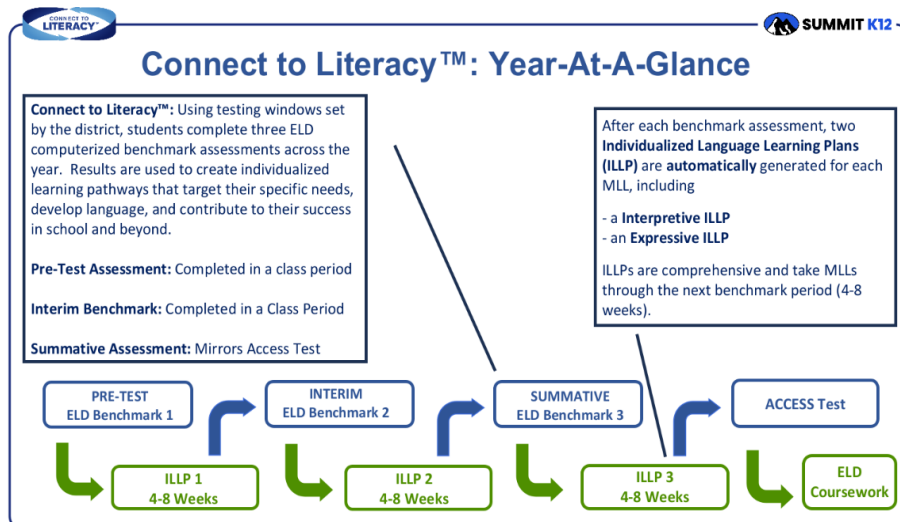 CONNECT TO
LITERACY™
SUMMIT K12
Connect to Literacy™: Year-At-A-Glance
Connect to Literacy™: Using testing windows set
by the district, students complete three ELD
computerized benchmark assessments across the
year. Results are used to create individualized
learning pathways that target their specific needs,
develop language, and contribute to their success
in school and beyond.
Pre-Test Assessment: Completed in a class period
Interim Benchmark: Completed in a Class Period
Summative Assessment: Mirrors Access Test
After each benchmark assessment, two
Individualized Language Learning Plans
(ILLP) are automatically generated for each
MLL, including
- a Interpretive ILLP
- an Expressive ILLP
ILLPs are comprehensive and take MLLs
through the next benchmark period (4-8
weeks).
PRE-TEST
ELD Benchmark 1
INTERIM
ELD Benchmark 2
SUMMATIVE
ELD Benchmark 3
ACCESS Test
ILLP 1
4-8 Weeks
ILLP 2
4-8 Weeks
ILLP 3
4-8 Weeks
ELD
Coursework